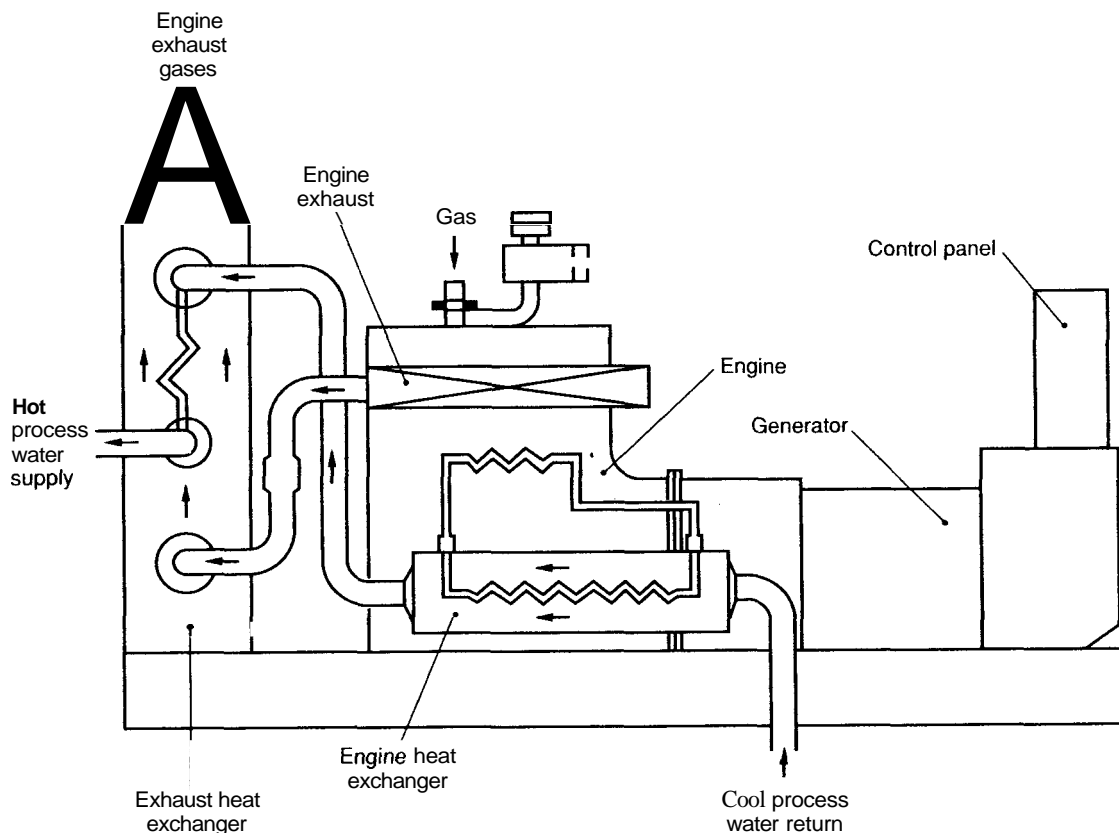 Engine
exhaust
gases
Engine
exhaust
Gas
Control panel
Engine
Hot
process
water
supply
Generator
Engine heat
exchanger
Exhaust heat
exchanger
Cool process
water return